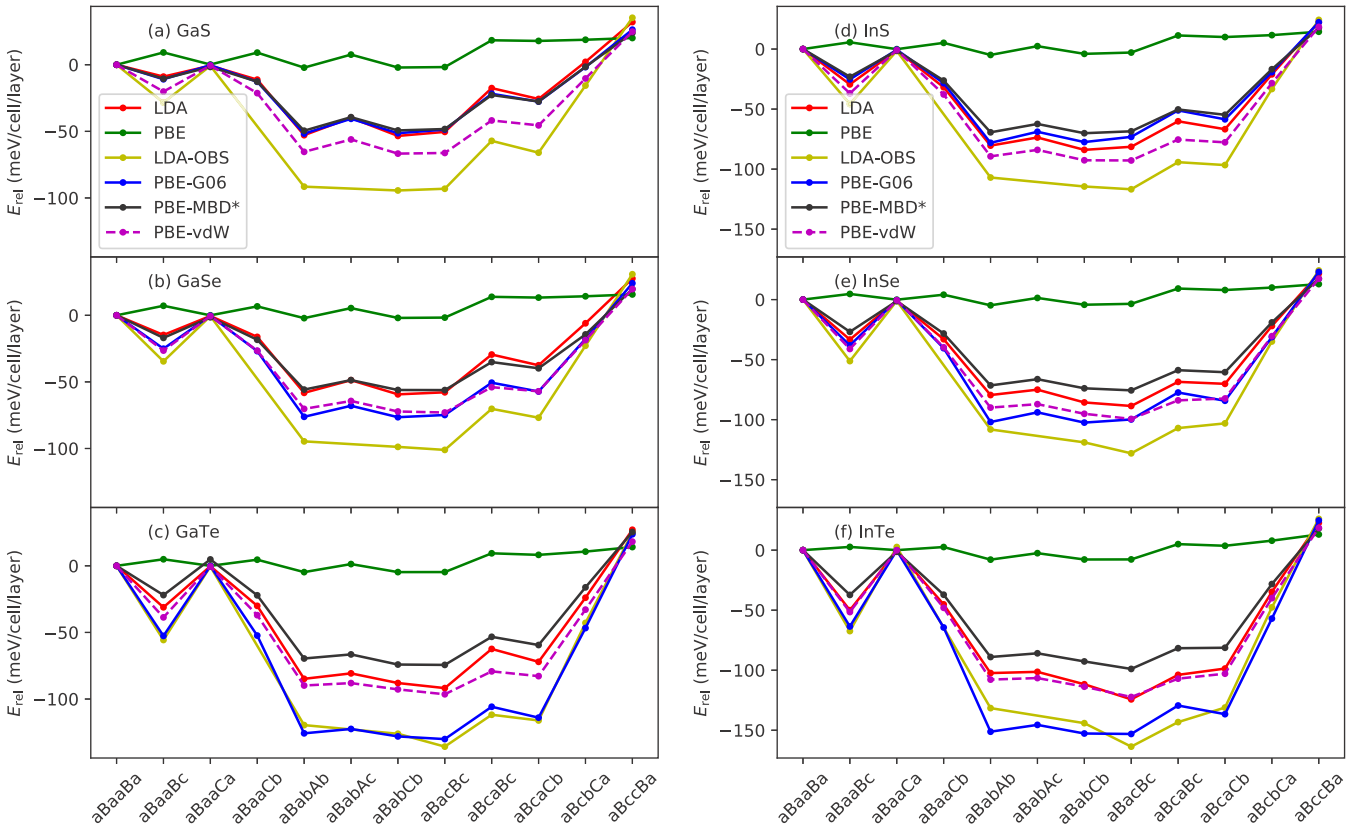 (a) GaS
0
−50
−100
E_rel (meV/cell/layer)
LDA
PBE
LDA-OBS
PBE-G06
PBE-MBD*
PBE-vdW
(b) GaSe
0
−50
−100
E_rel (meV/cell/layer)
(c) GaTe
0
−50
−100
E_rel (meV/cell/layer)
aBaaBa
aBaaBc
aBaaCa
aBaaCb
aBabAb
aBabAc
aBabCb
aBacBc
aBcaBc
aBcaCb
aBcbCa
aBccBa
(d) InS
0
−50
−100
−150
E_rel (meV/cell/layer)
LDA
PBE
LDA-OBS
PBE-G06
PBE-MBD*
PBE-vdW
(e) InSe
0
−50
−100
−150
E_rel (meV/cell/layer)
(f) InTe
0
−50
−100
−150
E_rel (meV/cell/layer)
aBaaBa
aBaaBc
aBaaCa
aBaaCb
aBabAb
aBabAc
aBabCb
aBacBc
aBcaBc
aBcaCb
aBcbCa
aBccBa